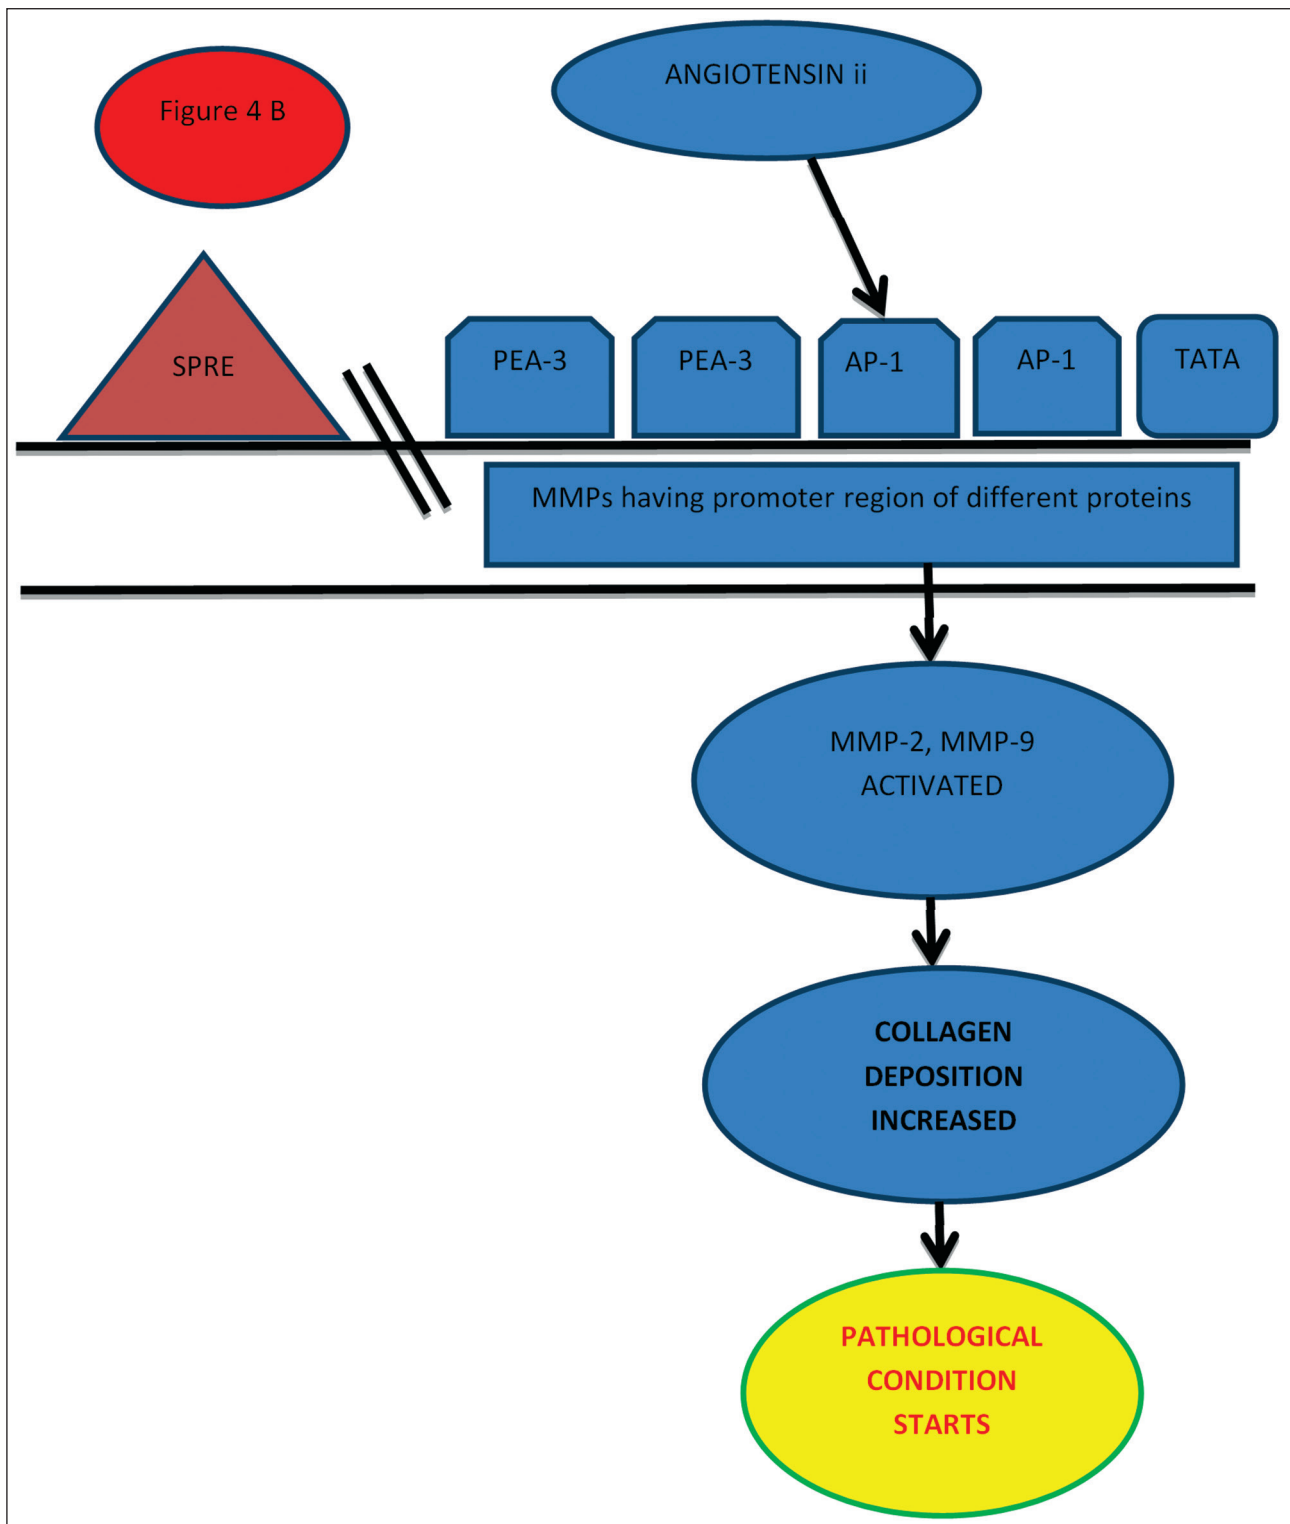 Figure 4 B
ANGIOTENSIN ii
SPRE
PEA-3
PEA-3
AP-1
AP-1
TATA
MMPs having promoter region of different proteins
MMP-2, MMP-9
ACTIVATED
COLLAGEN
DEPOSITION
INCREASED
PATHOLOGICAL
CONDITION
STARTS